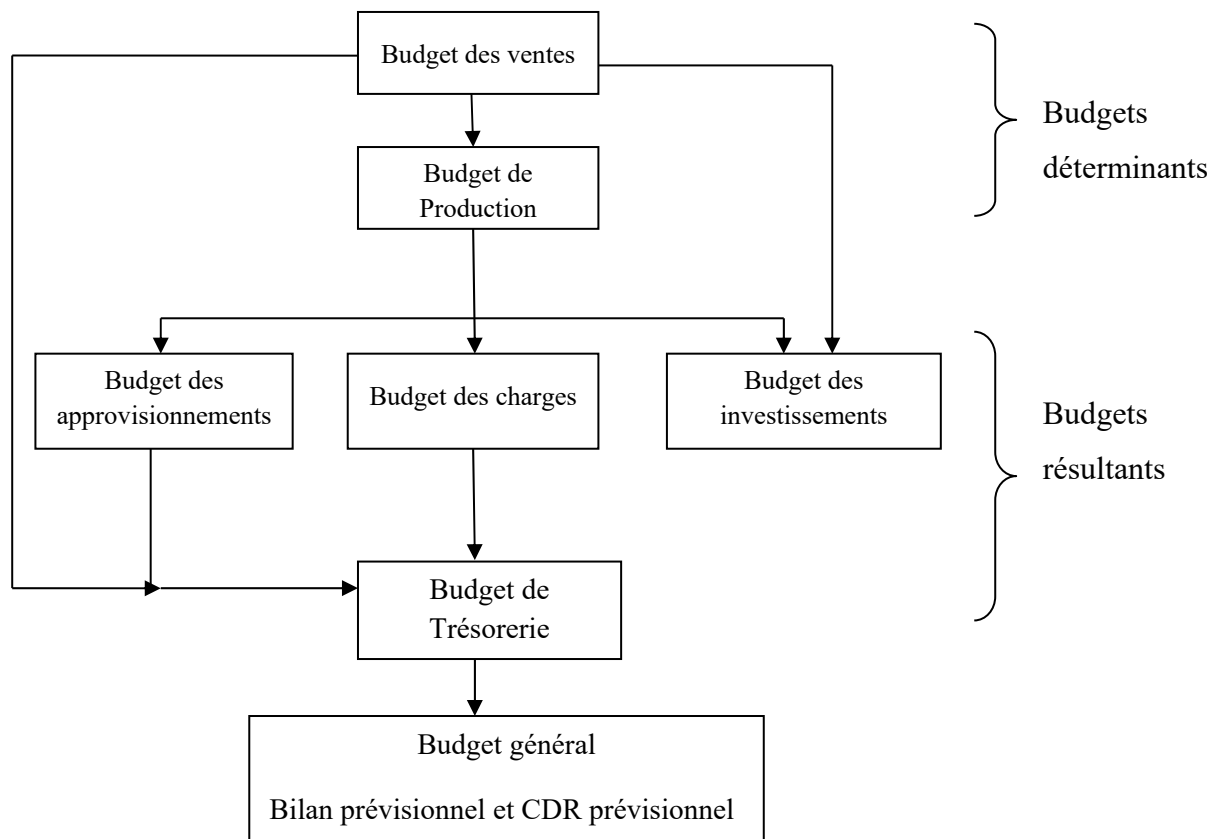 Budget des ventes
Budgets
déterminants
Budget de
Production
Budget des
approvisionnements
Budget des charges
Budget des
investissements
Budgets
résultants
Budget de
Trésorerie
Budget général
Bilan prévisionnel et CDR prévisionnel